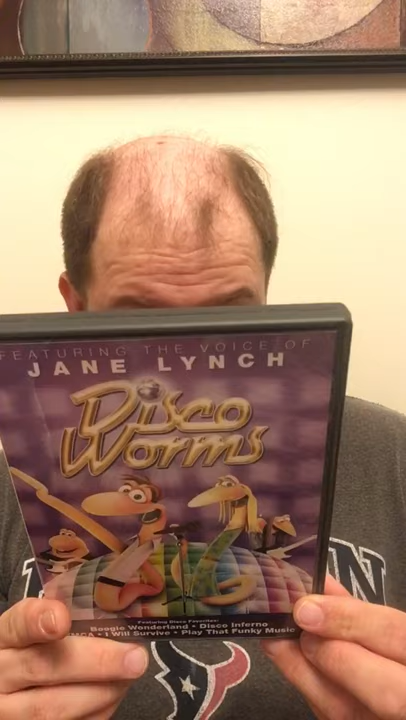 FEATURING THE VOICE OF
JANE LYNCH
Disco
Worms
Featuring Disco Favorites:
Boogie Wonderland • Disco Inferno
• I Will Survive • Play That Funky Music